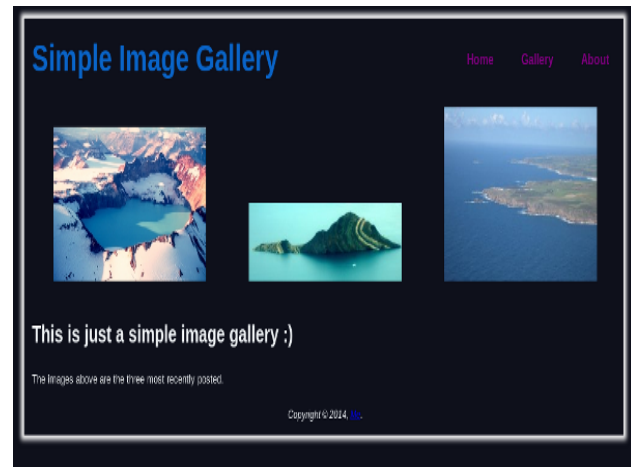 Simple Image Gallery
Home Gallery About
This is just a simple image gallery :)
The images above are the three most recently posted.
Copyright © 2014, .